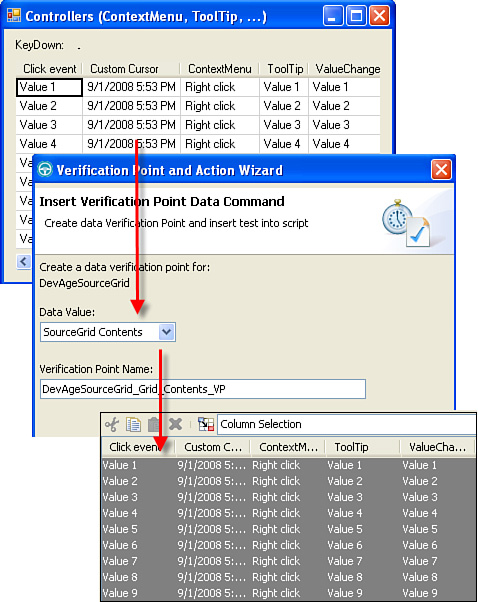 Controllers (ContextMenu, ToolTip, ...)
KeyDown: .
Click event Custom Cursor ContextMenu ToolTip ValueChange
Value 1 9/1/2008 5:53 PM Right click Value 1 Value 1
Value 2 9/1/2008 5:53 PM Right click Value 2 Value 2
Value 3 9/1/2008 5:53 PM Right click Value 3 Value 3
Value 4 9/1/2008 5:53 PM Right click Value 4 Value 4
Verification Point and Action Wizard
Insert Verification Point Data Command
Create data Verification Point and insert test into script
Create a data verification point for:
DevAgeSourceGrid
Data Value:
SourceGrid Contents
Verification Point Name:
DevAgeSourceGrid_Grid_Contents_VP
Column Selection
Click event Custom C... ContextM... ToolTip ValueCha...
Value 1 9/1/2008 5:... Right click Value 1 Value 1
Value 2 9/1/2008 5:... Right click Value 2 Value 2
Value 3 9/1/2008 5:... Right click Value 3 Value 3
Value 4 9/1/2008 5:... Right click Value 4 Value 4
Value 5 9/1/2008 5:... Right click Value 5 Value 5
Value 6 9/1/2008 5:... Right click Value 6 Value 6
Value 7 9/1/2008 5:... Right click Value 7 Value 7
Value 8 9/1/2008 5:... Right click Value 8 Value 8
Value 9 9/1/2008 5:... Right click Value 9 Value 9